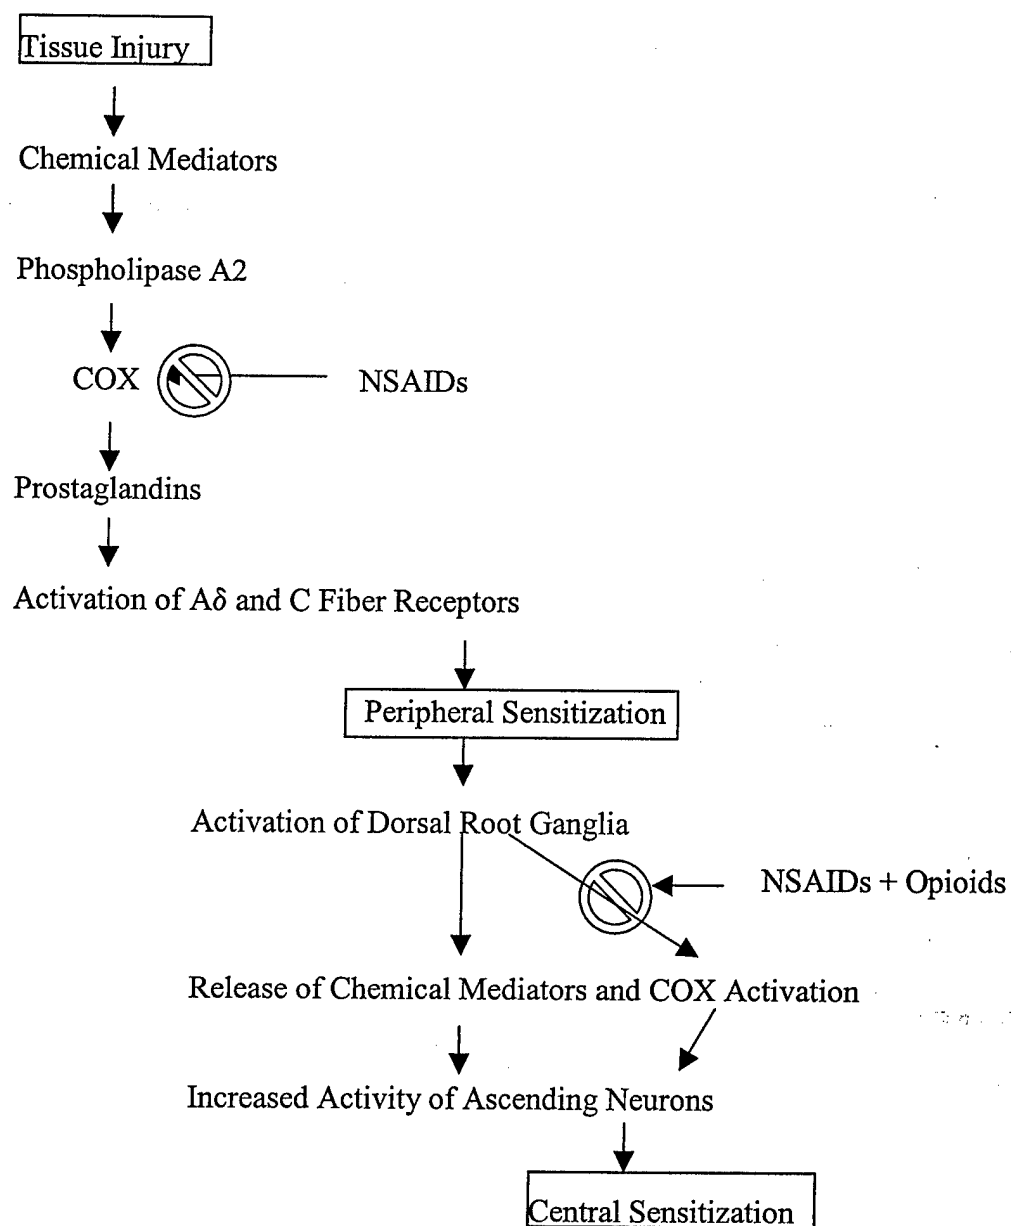 Tissue Injury
Chemical Mediators
Phospholipase A2
COX
NSAIDs
Prostaglandins
Activation of Aδ and C Fiber Receptors
Peripheral Sensitization
Activation of Dorsal Root Ganglia
NSAIDs + Opioids
Release of Chemical Mediators and COX Activation
Increased Activity of Ascending Neurons
Central Sensitization